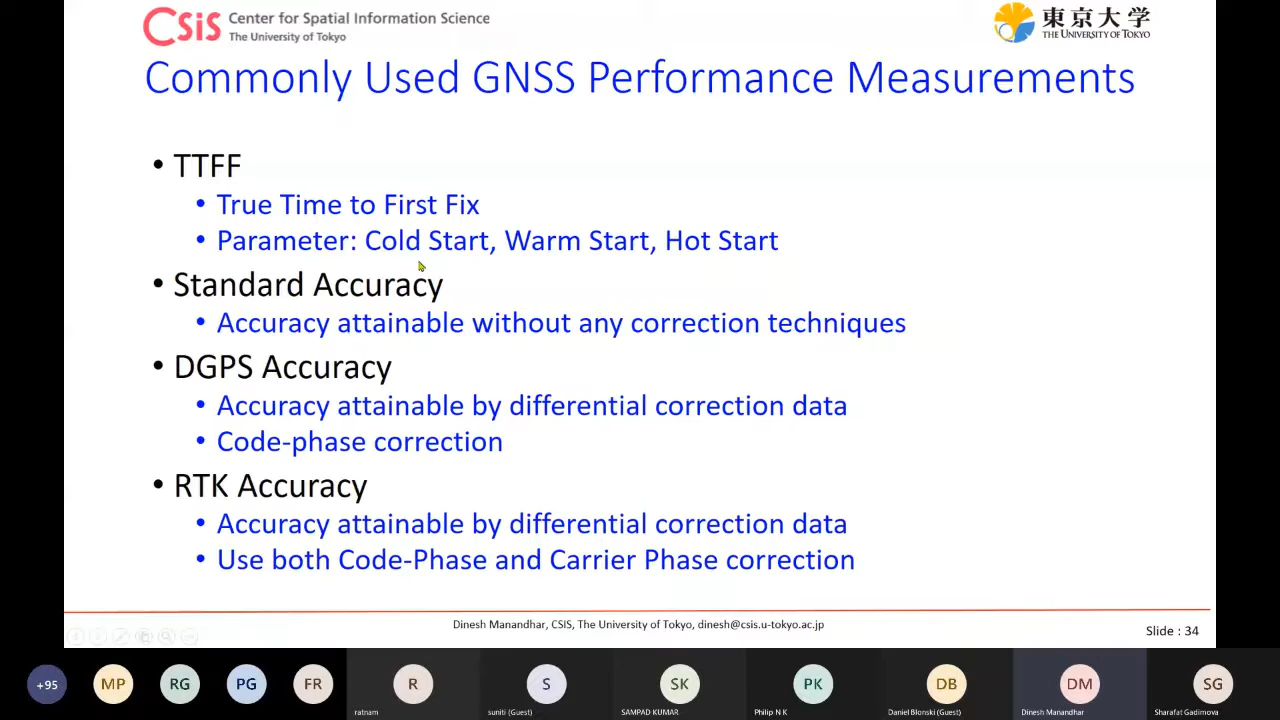 CSiS Center for Spatial Information Science
The University of Tokyo
東京大学
THE UNIVERSITY OF TOKYO
Commonly Used GNSS Performance Measurements
• TTFF
• True Time to First Fix
• Parameter: Cold Start, Warm Start, Hot Start
• Standard Accuracy
• Accuracy attainable without any correction techniques
• DGPS Accuracy
• Accuracy attainable by differential correction data
• Code-phase correction
• RTK Accuracy
• Accuracy attainable by differential correction data
• Use both Code-Phase and Carrier Phase correction
Dinesh Manandhar, CSIS, The University of Tokyo, dinesh@csis.u-tokyo.ac.jp
Slide : 34
+95 MP RG PG FR R S SK PK DB DM SG
ratnam suniti (Guest) SAMPAD KUMAR Philip N K Daniel Blonski (Guest) Dinesh Manandhar Sharafat Gadimova